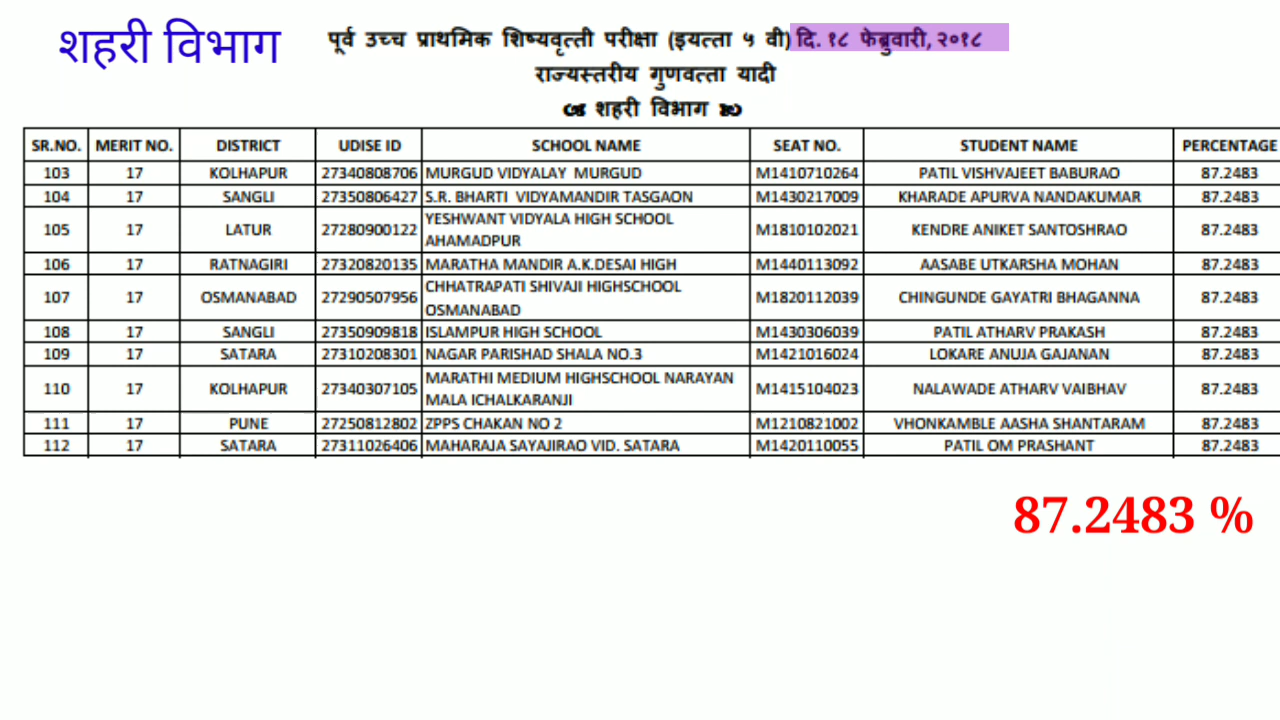 शहरी विभाग
पूर्व उच्च प्राथमिक शिष्यवृत्ती परीक्षा (इयत्ता ५ वी) दि. १८ फेब्रुवारी, २०१८
राज्यस्तरीय गुणवत्ता यादी
शहरी विभाग
SR.NO. MERIT NO. DISTRICT UDISE ID SCHOOL NAME SEAT NO. STUDENT NAME PERCENTAGE
103 17 KOLHAPUR 27340808706 MURGUD VIDYALAY MURGUD M1410710264 PATIL VISHVAJEET BABURAO 87.2483
104 17 SANGLI 27350806427 S.R. BHARTI VIDYAMANDIR TASGAON M1430217009 KHARADE APURVA NANDAKUMAR 87.2483
105 17 LATUR 27280900122 YESHWANT VIDYALA HIGH SCHOOL
AHAMADPUR M1810102021 KENDRE ANIKET SANTOSHRAO 87.2483
106 17 RATNAGIRI 27320820135 MARATHA MANDIR A.K.DESAI HIGH M1440113092 AASABE UTKARSHA MOHAN 87.2483
107 17 OSMANABAD 27290507956 CHHATRAPATI SHIVAJI HIGHSCHOOL
OSMANABAD M1820112039 CHINGUNDE GAYATRI BHAGANNA 87.2483
108 17 SANGLI 27350909818 ISLAMPUR HIGH SCHOOL M1430306039 PATIL ATHARV PRAKASH 87.2483
109 17 SATARA 27310208301 NAGAR PARISHAD SHALA NO.3 M1421016024 LOKARE ANUJA GAJANAN 87.2483
110 17 KOLHAPUR 27340307105 MARATHI MEDIUM HIGHSCHOOL NARAYAN
MALA ICHALKARANJI M1415104023 NALAWADE ATHARV VAIBHAV 87.2483
111 17 PUNE 27250812802 ZPPS CHAKAN NO 2 M1210821002 VHONKAMBLE AASHA SHANTARAM 87.2483
112 17 SATARA 27311026406 MAHARAJA SAYAJIRAO VID. SATARA M1420110055 PATIL OM PRASHANT 87.2483
87.2483 %